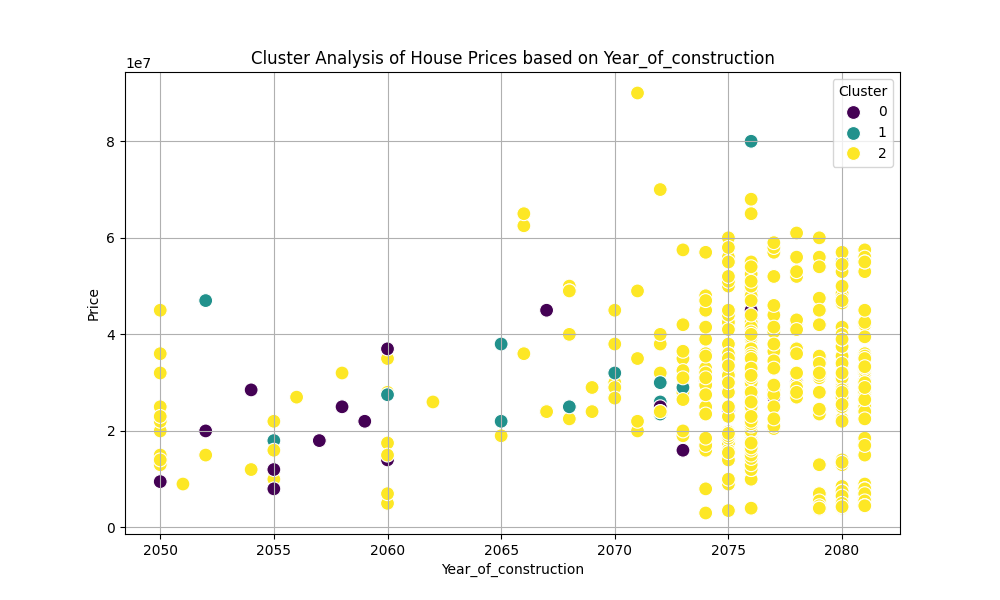 Cluster Analysis of House Prices based on Year_of_construction
1e7
Cluster
0
1
2
8
6
4
2
0
Price
2050 2055 2060 2065 2070 2075 2080
Year_of_construction